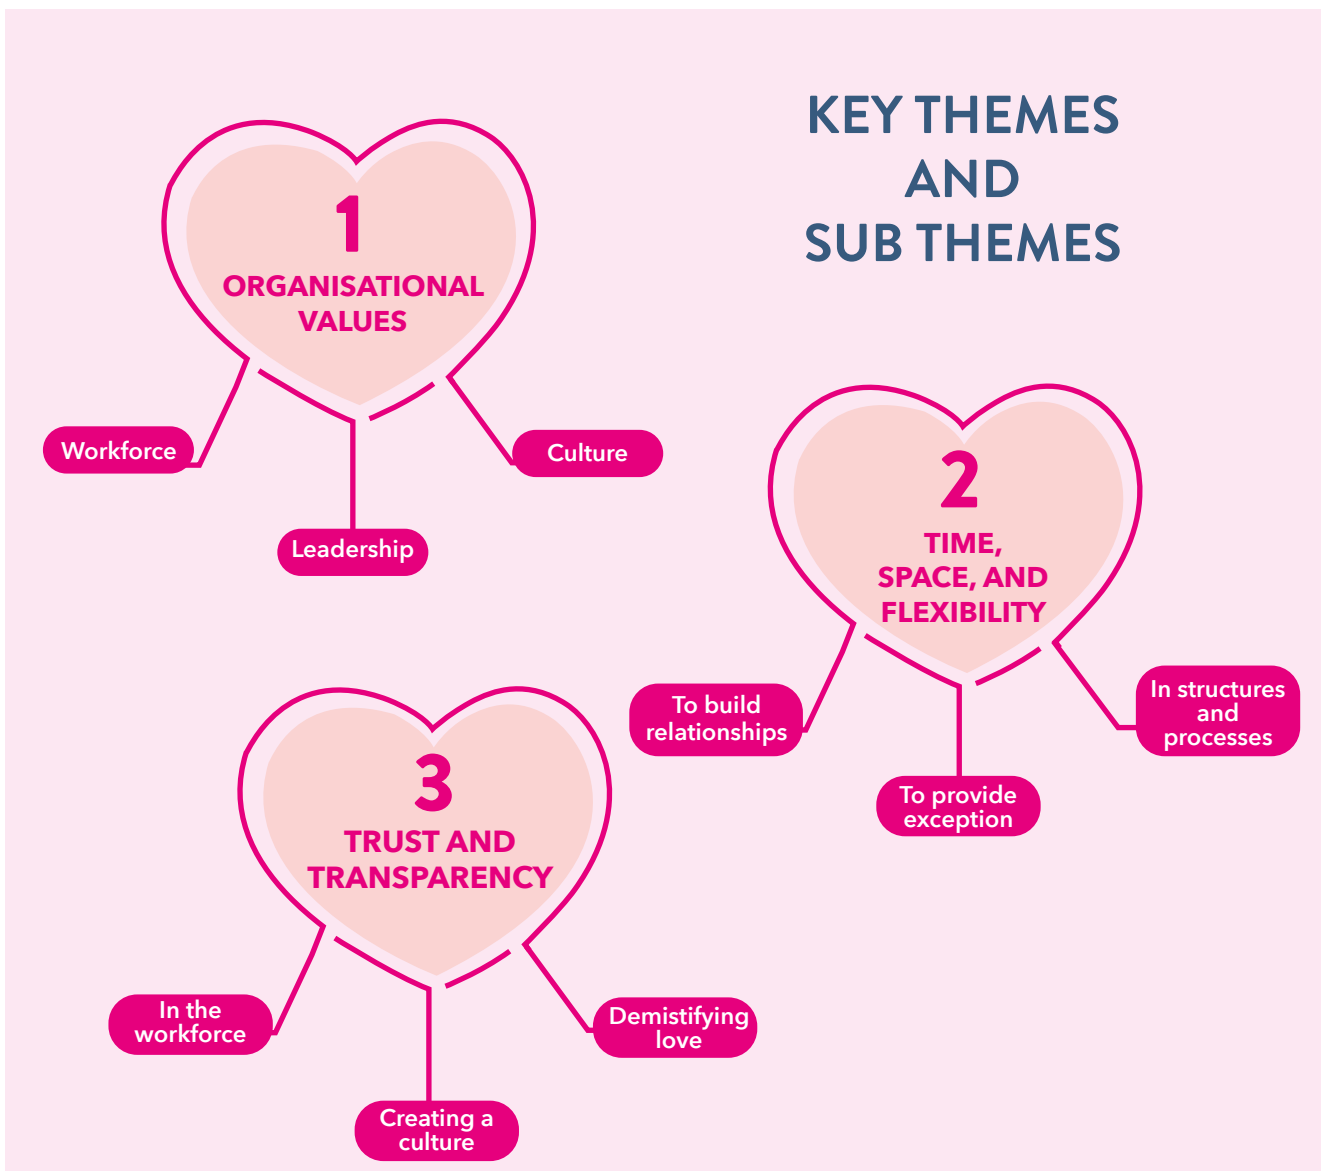 KEY THEMES
AND
SUB THEMES
1
ORGANISATIONAL
VALUES
Workforce
Leadership
Culture
2
TIME,
SPACE, AND
FLEXIBILITY
To build
relationships
To provide
exception
In structures
and
processes
3
TRUST AND
TRANSPARENCY
In the
workforce
Creating a
culture
Demistifying
love